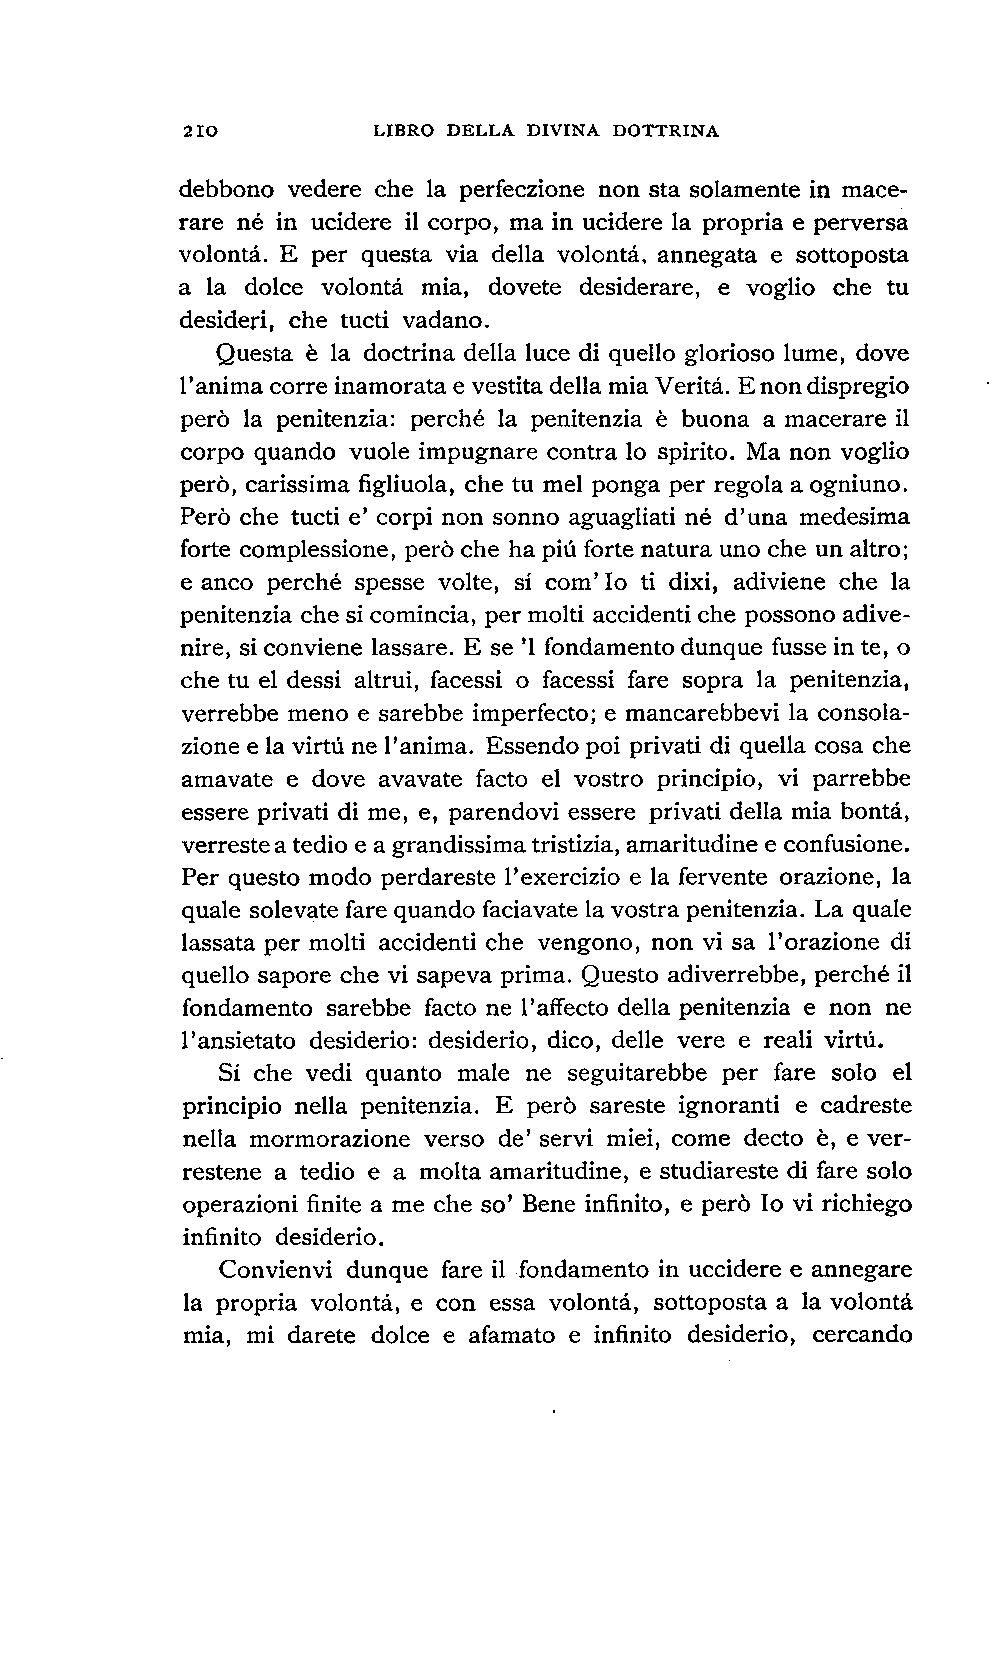 210 LIBRO DELLA DIVINA DOTTRINA
debbono vedere che la perfeczione non sta solamente in mace-
rare né in ucidere il corpo, ma in ucidere la propria e perversa
volontá. E per questa via della volontá, annegata e sottoposta
a la dolce volontá mia, dovete desiderare, e voglio che tu
desideri, che tucti vadano.
Questa è la doctrina della luce di quello glorioso lume, dove
l'anima corre inamorata e vestita della mia Veritá. E non dispregio
però la penitenzia: perché la penitenzia è buona a macerare il
corpo quando vuole impugnare contra lo spirito. Ma non voglio
però, carissima figliuola, che tu mel ponga per regola a ogniuno.
Però che tucti e' corpi non sonno aguagliati né d'una medesima
forte complessione, però che ha piú forte natura uno che un altro;
e anco perché spesse volte, sí com' Io ti dixi, adiviene che la
penitenzia che si comincia, per molti accidenti che possono adive-
nire, si conviene lassare. E se 'l fondamento dunque fusse in te, o
che tu el dessi altrui, facessi o facessi fare sopra la penitenzia,
verrebbe meno e sarebbe imperfecto; e mancarebbevi la consola-
zione e la virtú ne l'anima. Essendo poi privati di quella cosa che
amavate e dove avavate facto el vostro principio, vi parrebbe
essere privati di me, e, parendovi essere privati della mia bontá,
verreste a tedio e a grandissima tristizia, amaritudine e confusione.
Per questo modo perdareste l'exercizio e la fervente orazione, la
quale solevate fare quando faciavate la vostra penitenzia. La quale
lassata per molti accidenti che vengono, non vi sa l'orazione di
quello sapore che vi sapeva prima. Questo adiverrebbe, perché il
fondamento sarebbe facto ne l'affecto della penitenzia e non ne
l'ansietato desiderio: desiderio, dico, delle vere e reali virtú.
Sí che vedi quanto male ne seguitarebbe per fare solo el
principio nella penitenzia. E però sareste ignoranti e cadreste
nella mormorazione verso de' servi miei, come decto è, e ver-
restene a tedio e a molta amaritudine, e studiareste di fare solo
operazioni finite a me che so' Bene infinito, e però Io vi richiego
infinito desiderio.
Convienvi dunque fare il fondamento in uccidere e annegare
la propria volontá, e con essa volontá, sottoposta a la volontá
mia, mi darete dolce e afamato e infinito desiderio, cercando